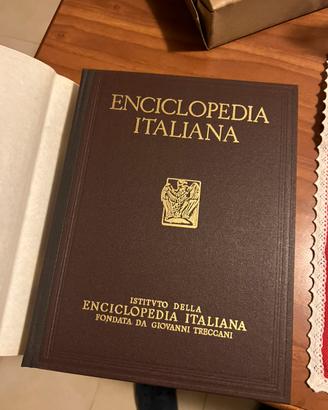 ENCICLOPEDIA
ITALIANA
ISTITVTO DELLA
ENCICLOPEDIA ITALIANA
FONDATA DA GIOVANNI TRECCANI